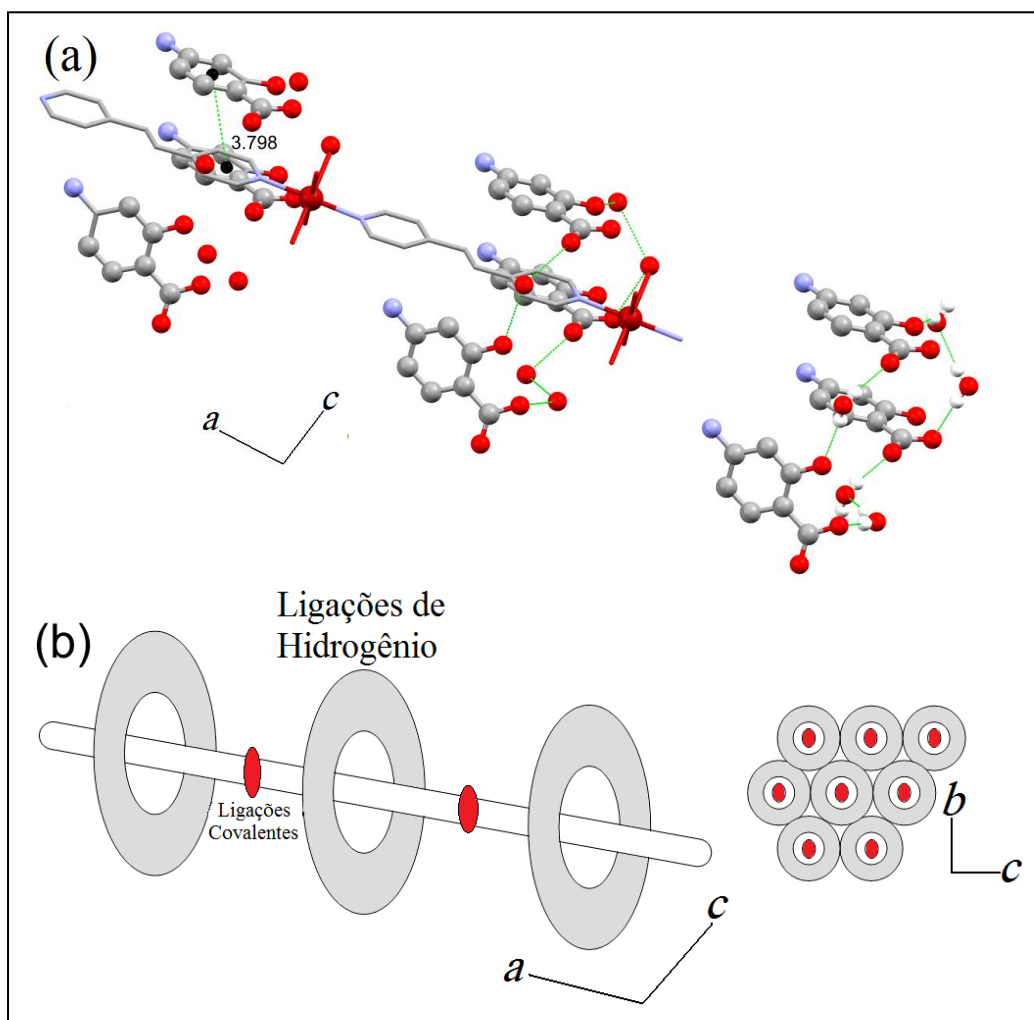 (a)
3.798
a
c
(b)
Ligações de
Hidrogênio
Ligações
Covalentes
b
c
c
a